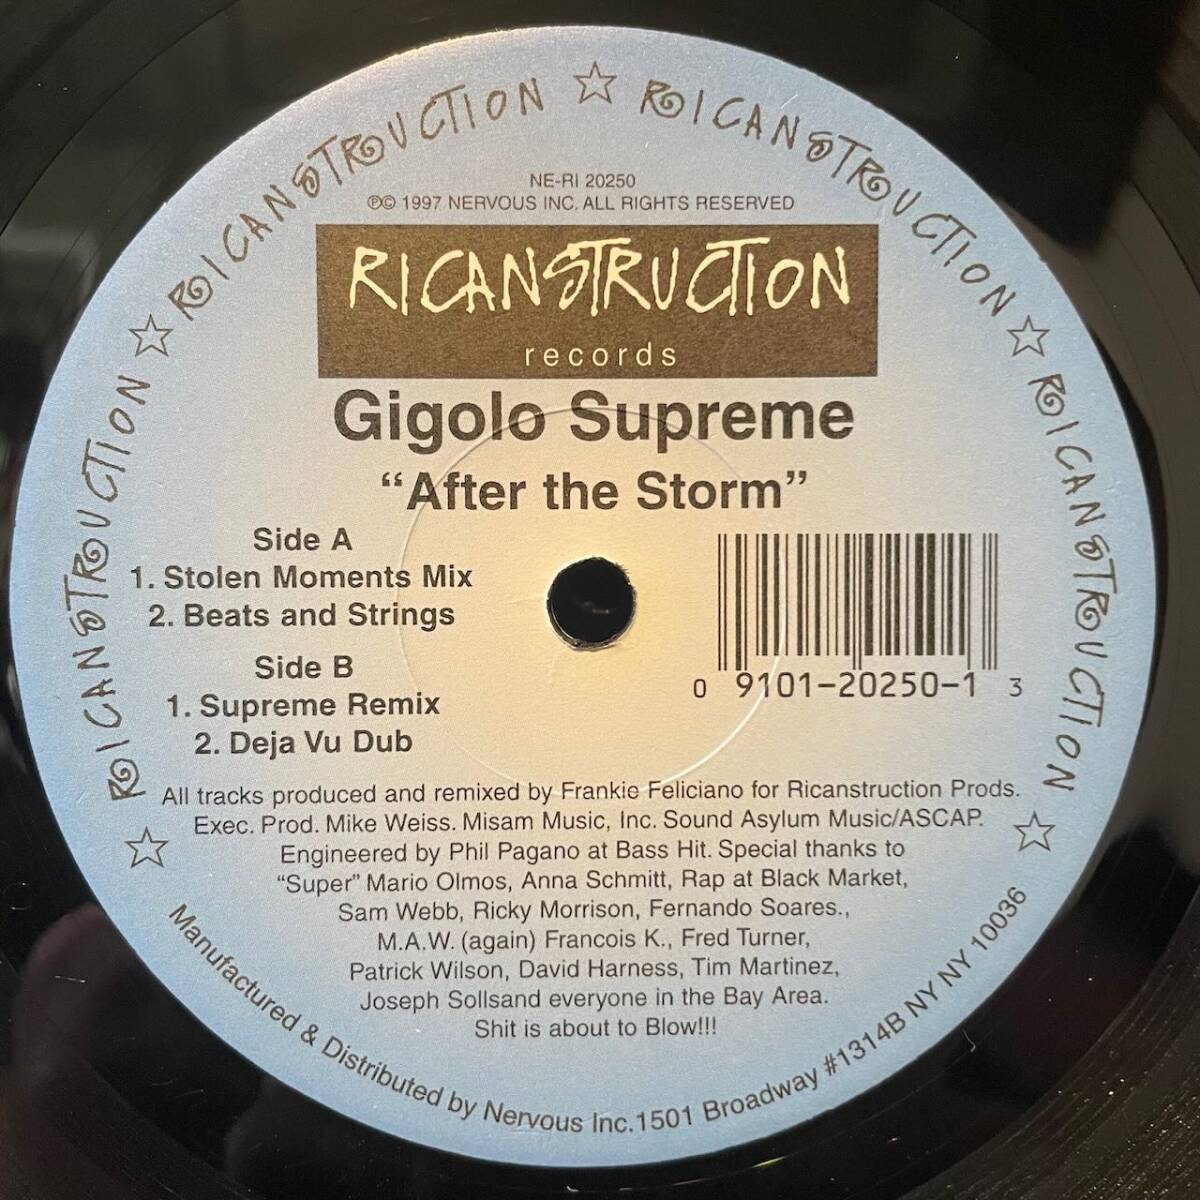 RICANSTRUCTION ☆ RICANSTRUCTION ☆ RICANSTRUCTION ☆ RICANSTRUCTION ☆
NE-RI 20250
℗© 1997 NERVOUS INC. ALL RIGHTS RESERVED
RICANSTRUCTION
records
Gigolo Supreme
“After the Storm”
Side A
1. Stolen Moments Mix
2. Beats and Strings
Side B
1. Supreme Remix
2. Deja Vu Dub
0 9101-20250-1 3
All tracks produced and remixed by Frankie Feliciano for Ricanstruction Prods.
Exec. Prod. Mike Weiss. Misam Music, Inc. Sound Asylum Music/ASCAP.
Engineered by Phil Pagano at Bass Hit. Special thanks to
“Super” Mario Olmos, Anna Schmitt, Rap at Black Market,
Sam Webb, Ricky Morrison, Fernando Soares.,
M.A.W. (again) Francois K., Fred Turner,
Patrick Wilson, David Harness, Tim Martinez,
Joseph Sollsand everyone in the Bay Area.
Shit is about to Blow!!!
Manufactured & Distributed by Nervous Inc. 1501 Broadway #1314B NY NY 10036